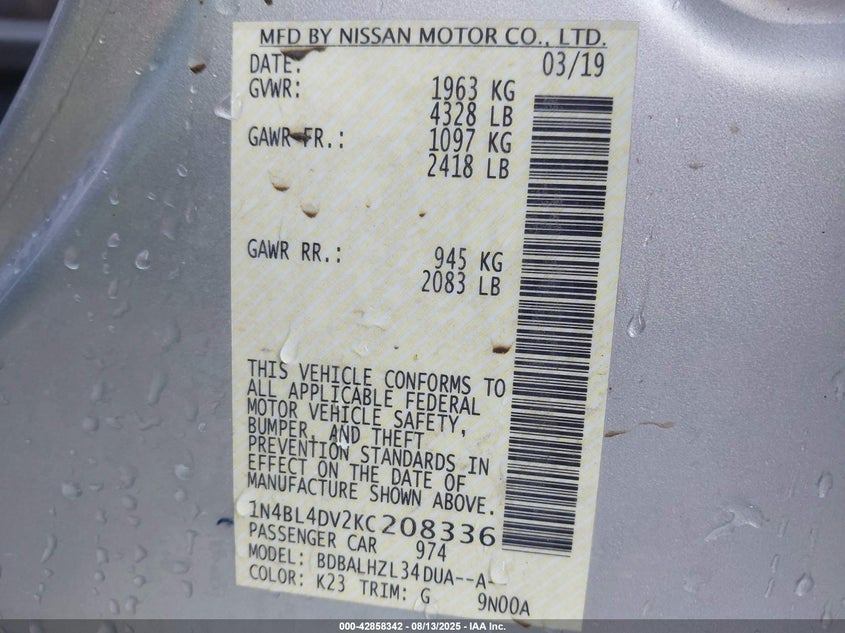 MFD BY NISSAN MOTOR CO., LTD.
DATE: 03/19
GVWR: 1963 KG
4328 LB
GAWR FR.: 1097 KG
2418 LB
GAWR RR.: 945 KG
2083 LB
THIS VEHICLE CONFORMS TO
ALL APPLICABLE FEDERAL
MOTOR VEHICLE SAFETY,
BUMPER, AND THEFT
PREVENTION STANDARDS IN
EFFECT ON THE DATE OF
MANUFACTURE SHOWN ABOVE.
1N4BL4DV2KC208336
PASSENGER CAR 974
MODEL: BDBALHZL34DUA--A-
COLOR: K23 TRIM: G 9N00A
000-42858342 - 08/13/2025 - IAA Inc.